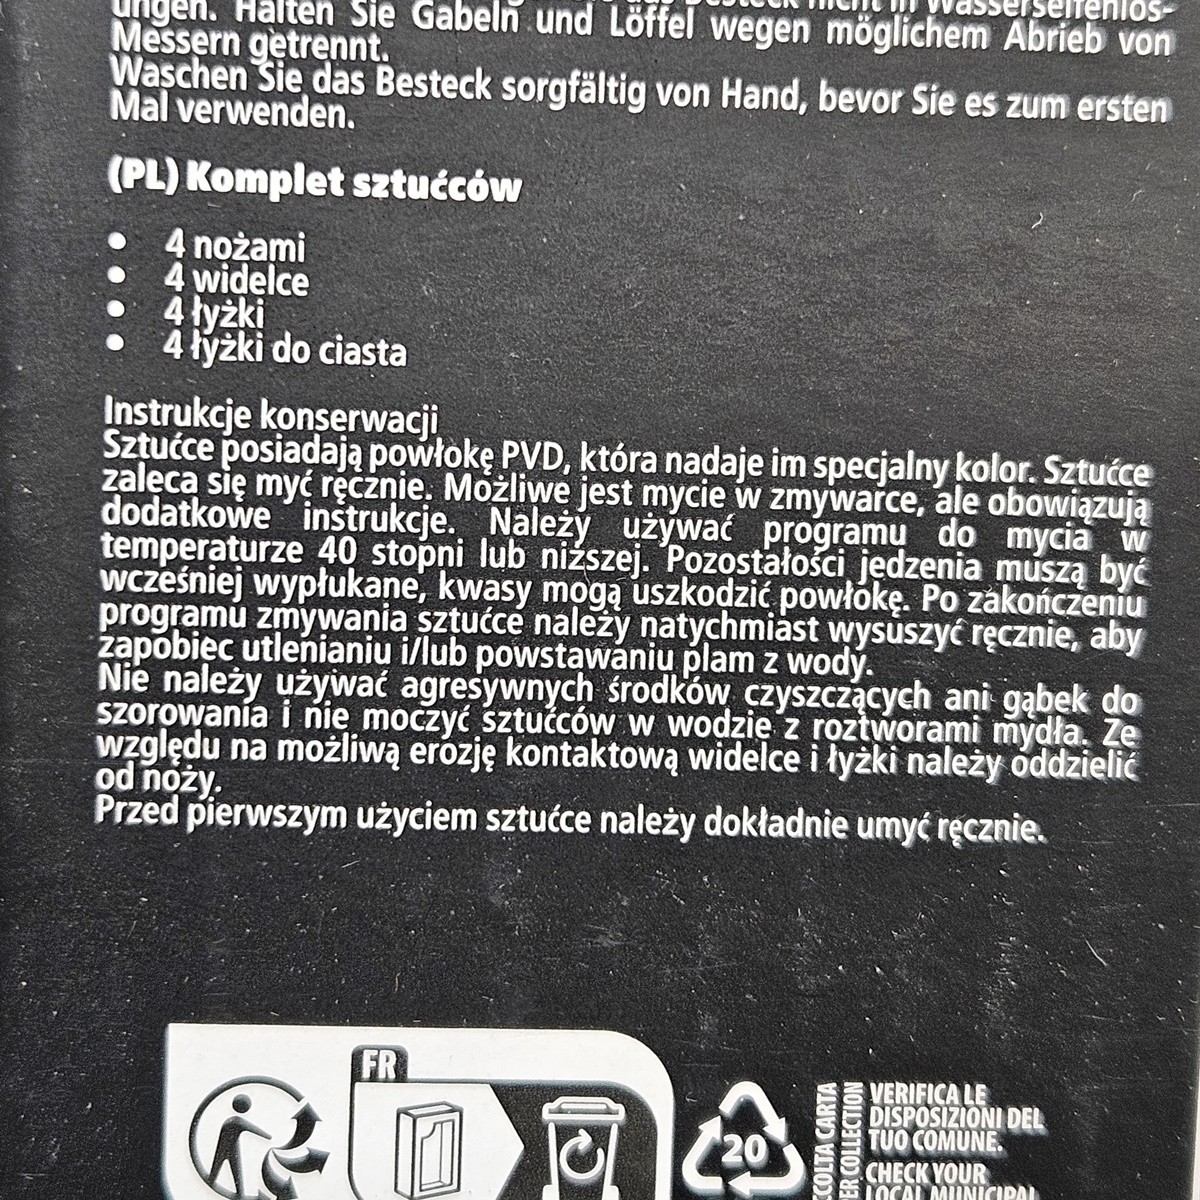 ungen. Halten Sie Gabeln und Löffel wegen möglichem Abrieb von
Messern getrennt.
Waschen Sie das Besteck sorgfältig von Hand, bevor Sie es zum ersten
Mal verwenden.
(PL) Komplet sztućców
• 4 nożami
• 4 widelce
• 4 łyżki
• 4 łyżki do ciasta
Instrukcje konserwacji
Sztućce posiadają powłokę PVD, która nadaje im specjalny kolor. Sztućce
zaleca się myć ręcznie. Możliwe jest mycie w zmywarce, ale obowiązują
dodatkowe instrukcje. Należy używać programu do mycia w
temperaturze 40 stopni lub niższej. Pozostałości jedzenia muszą być
wcześniej wypłukane, kwasy mogą uszkodzić powłokę. Po zakończeniu
programu zmywania sztućce należy natychmiast wysuszyć ręcznie, aby
zapobiec utlenianiu i/lub powstawaniu plam z wody.
Nie należy używać agresywnych środków czyszczących ani gąbek do
szorowania i nie moczyć sztućców w wodzie z roztworami mydła. Ze
względu na możliwą erozję kontaktową widelce i łyżki należy oddzielić
od noży.
Przed pierwszym użyciem sztućce należy dokładnie umyć ręcznie.
FR
20
CARTA
COLLECTION
VERIFICA LE
DISPOSIZIONI DEL
TUO COMUNE.
CHECK YOUR
LOCAL MUNICIPAL